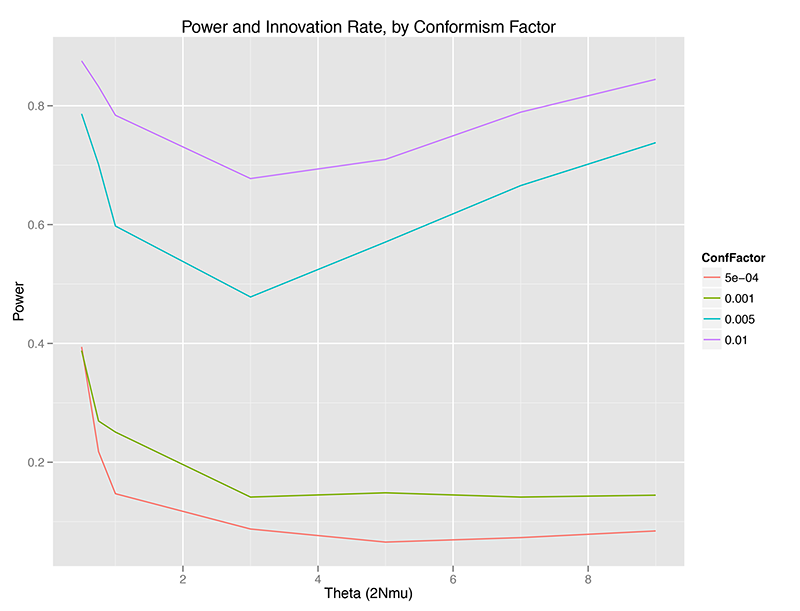 Power and Innovation Rate, by Conformism Factor
0.8
0.6
0.4
0.2
Power
2 4 6 8
Theta (2Nmu)
ConfFactor
5e−04
0.001
0.005
0.01